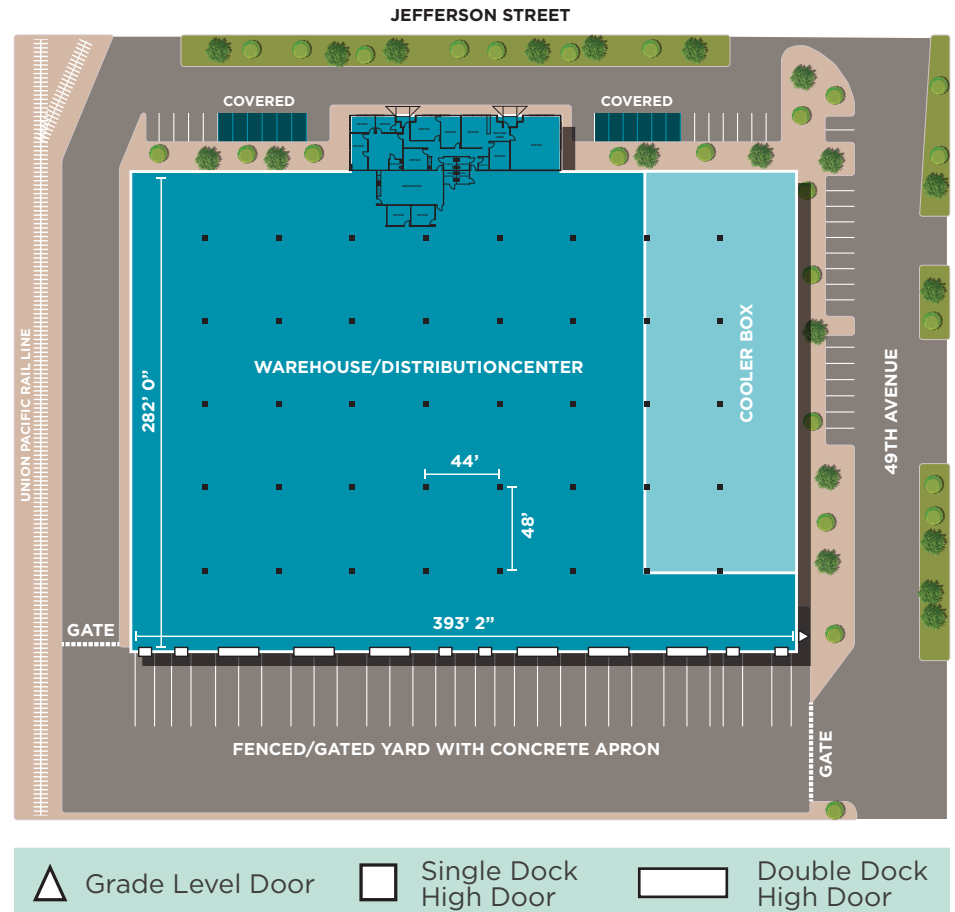 JEFFERSON STREET
COVERED
COVERED
UNION PACIFIC RAIL LINE
282' 0”
WAREHOUSE/DISTRIBUTIONCENTER
COOLER BOX
49TH AVENUE
44'
48'
GATE
393' 2”
FENCED/GATED YARD WITH CONCRETE APRON
GATE
Grade Level Door
Single Dock
High Door
Double Dock
High Door